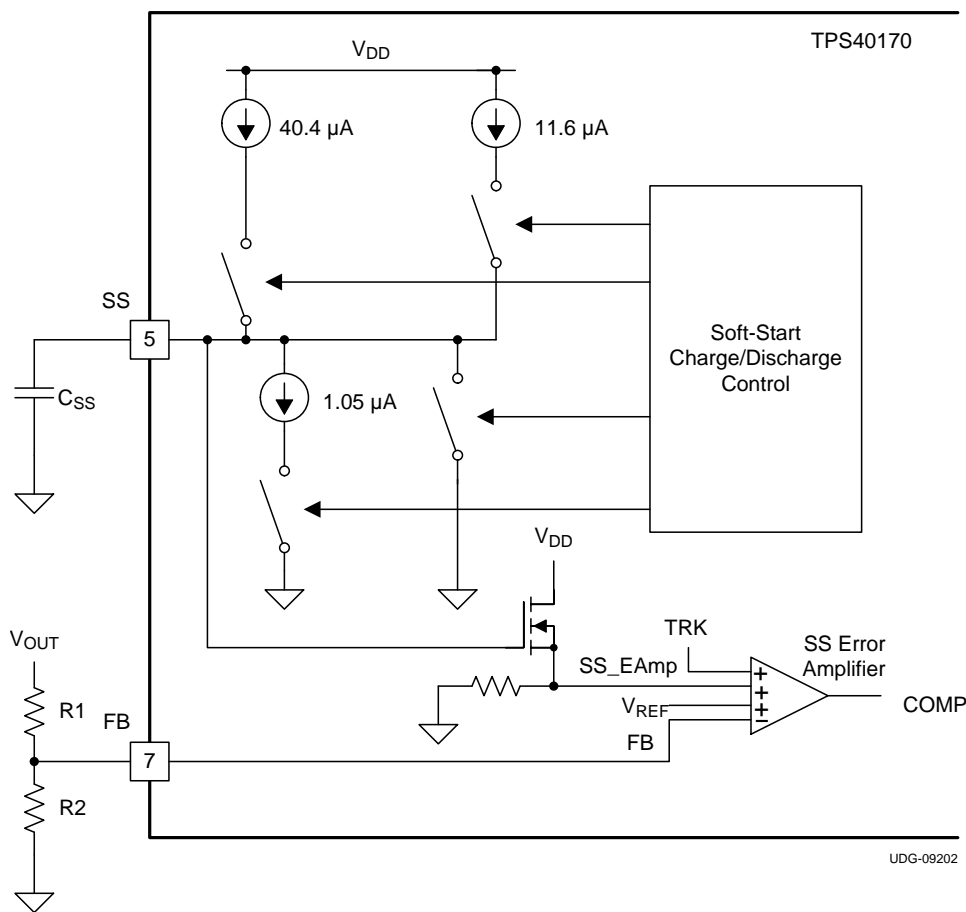 TPS40170
VDD
40.4 µA
11.6 µA
SS
5
Soft-Start
Charge/Discharge
Control
CSS
1.05 µA
VDD
VOUT
TRK
SS Error
Amplifier
SS_EAmp
R1
VREF
COMP
FB
FB
7
R2
UDG-09202